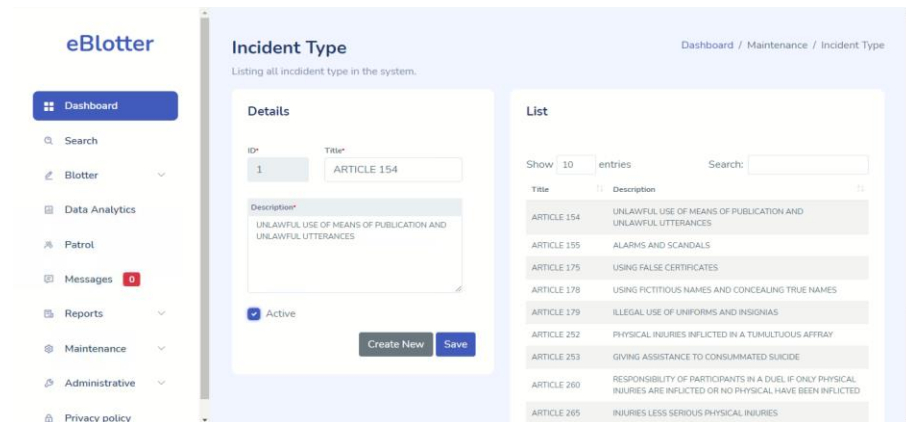 eBlotter
Dashboard
Search
Blotter
Data Analytics
Patrol
Messages 0
Reports
Maintenance
Administrative
Privacy policy
Incident Type
Dashboard / Maintenance / Incident Type
Listing all incdident type in the system.
Details
ID* Title*
1 ARTICLE 154
Description*
UNLAWFUL USE OF MEANS OF PUBLICATION AND
UNLAWFUL UTTERANCES
Active
Create New Save
List
Show 10 entries Search:
Title Description
ARTICLE 154 UNLAWFUL USE OF MEANS OF PUBLICATION AND
UNLAWFUL UTTERANCES
ARTICLE 155 ALARMS AND SCANDALS
ARTICLE 175 USING FALSE CERTIFICATES
ARTICLE 178 USING FICTITIOUS NAMES AND CONCEALING TRUE NAMES
ARTICLE 179 ILLEGAL USE OF UNIFORMS AND INSIGNIAS
ARTICLE 252 PHYSICAL INJURIES INFLICTED IN A TUMULTUOUS AFFRAY
ARTICLE 253 GIVING ASSISTANCE TO CONSUMMATED SUICIDE
ARTICLE 260 RESPONSIBILITY OF PARTICIPANTS IN A DUEL IF ONLY PHYSICAL
INJURIES ARE INFLICTED OR NO PHYSICAL HAVE BEEN INFLICTED
ARTICLE 265 INJURIES LESS SERIOUS PHYSICAL INJURIES